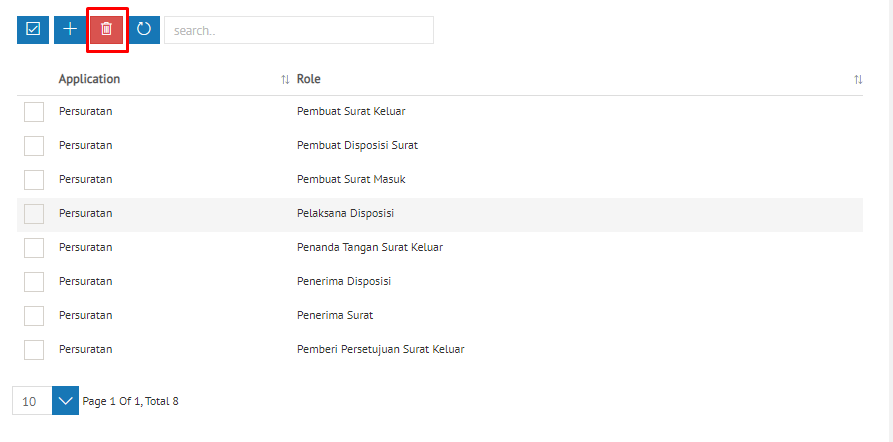 search..
Application Role
Persuratan Pembuat Surat Keluar
Persuratan Pembuat Disposisi Surat
Persuratan Pembuat Surat Masuk
Persuratan Pelaksana Disposisi
Persuratan Penanda Tangan Surat Keluar
Persuratan Penerima Disposisi
Persuratan Penerima Surat
Persuratan Pemberi Persetujuan Surat Keluar
10 Page 1 Of 1, Total 8